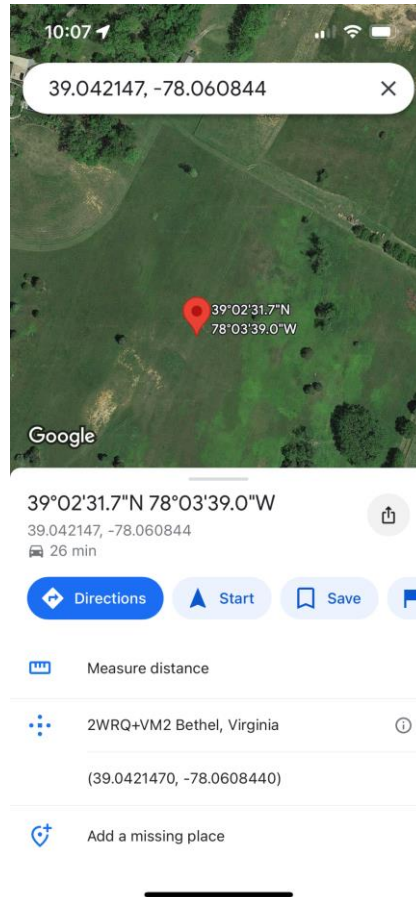 10:07
39.042147, -78.060844
39°02'31.7"N
78°03'39.0"W
Google
39°02'31.7"N 78°03'39.0"W
39.042147, -78.060844
26 min
Directions
Start
Save
Measure distance
2WRQ+VM2 Bethel, Virginia
(39.0421470, -78.0608440)
Add a missing place